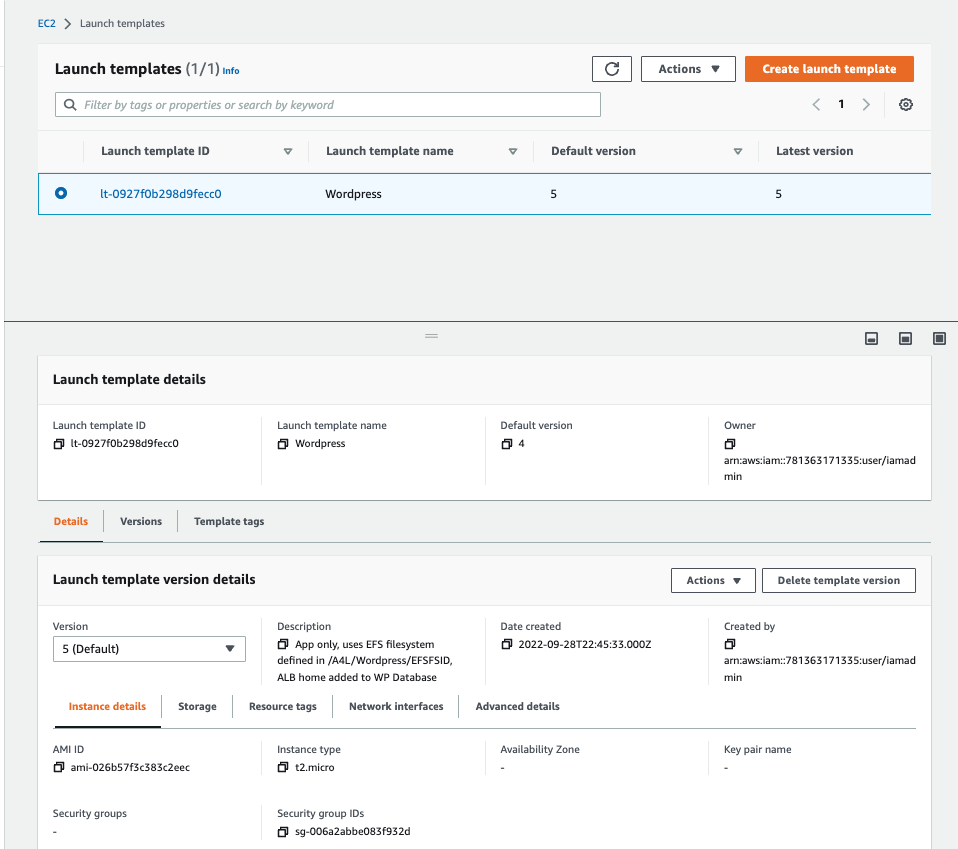 EC2 > Launch templates
Launch templates (1/1) Info
Actions
Create launch template
Filter by tags or properties or search by keyword
1
Launch template ID Launch template name Default version Latest version
lt-0927f0b298d9fecc0 Wordpress 5 5
Launch template details
Launch template ID Launch template name Default version Owner
lt-0927f0b298d9fecc0 Wordpress 4
arn:aws:iam::781363171335:user/iamad
min
Details Versions Template tags
Launch template version details
Actions Delete template version
Version Description Date created Created by
5 (Default) App only, uses EFS filesystem 2022-09-28T22:45:33.000Z
defined in /A4L/Wordpress/EFSFSID, arn:aws:iam::781363171335:user/iamad
ALB home added to WP Database min
Instance details Storage Resource tags Network interfaces Advanced details
AMI ID Instance type Availability Zone Key pair name
ami-026b57f3c383c2eec t2.micro - -
Security groups Security group IDs
- sg-006a2abbe083f932d